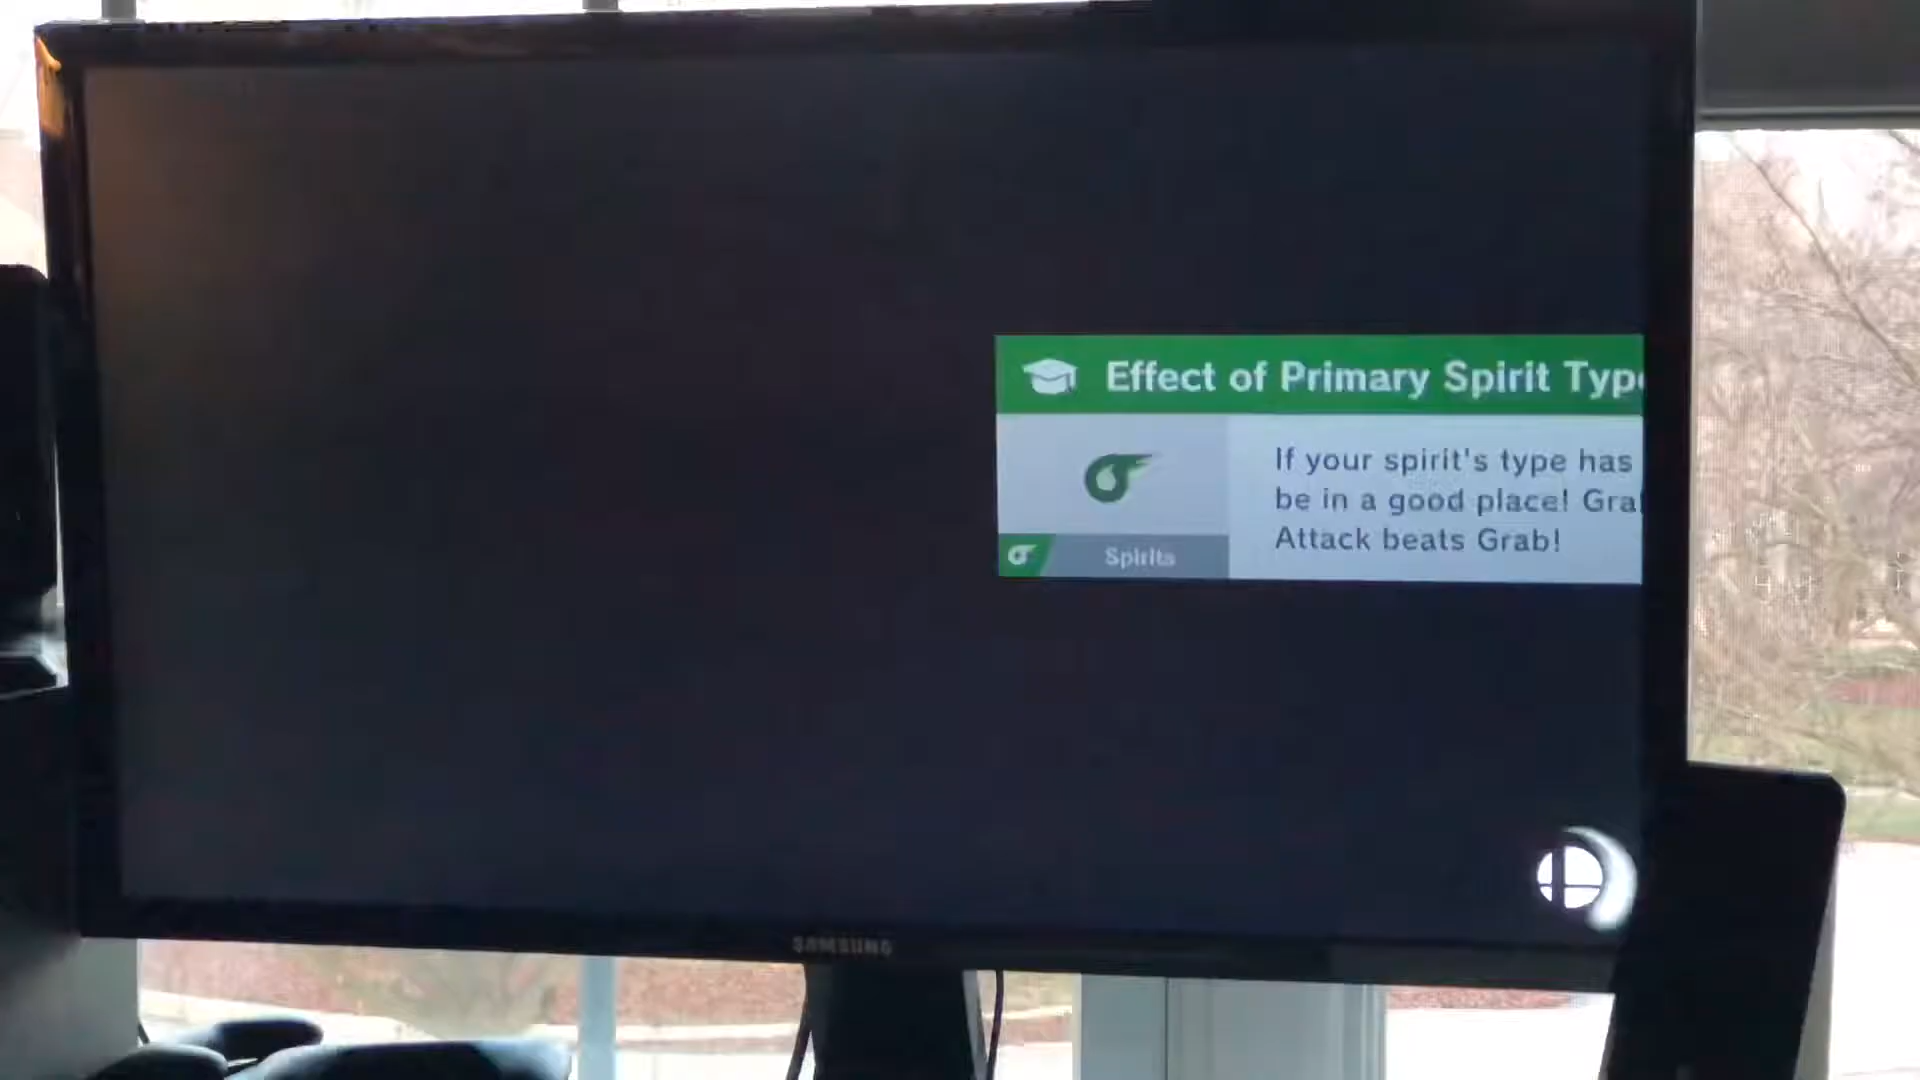 Effect of Primary Spirit Type
If your spirit's type has
be in a good place! Gra
Attack beats Grab!
Spirits
SAMSUNG